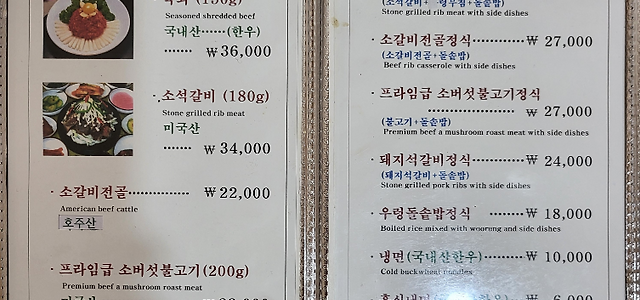 (150g)
Seasoned shredded beef
국내산······(한우)
······· ₩36,000
·소석갈비 (180g)
Stone grilled rib meat
미국산
······· ₩34,000
·소갈비전골·············· ₩22,000
American beef cattle
호주산
·프라임급 소버섯불고기(200g)
Premium beef a mushroom roast meat
Stone grilled rib meat with side dishes
·소갈비전골정식············₩ 27,000
(소갈비전골+돌솥밥)
Beef rib casserole with side dishes
·프라임급 소버섯불고기정식
····················₩ 27,000
(불고기+돌솥밥)
Premium beef a mushroom roast meat with side dishes
·돼지석갈비정식············₩ 24,000
(돼지석갈비+돌솥밥)
Stone grilled pork ribs with side dishes
·우렁돌솥밥정식 ········₩ 18,000
Boiled rice mixed with wooreng and side dishes
·냉면(국내산한우)·······₩ 10,000
Cold buckwheat noodles